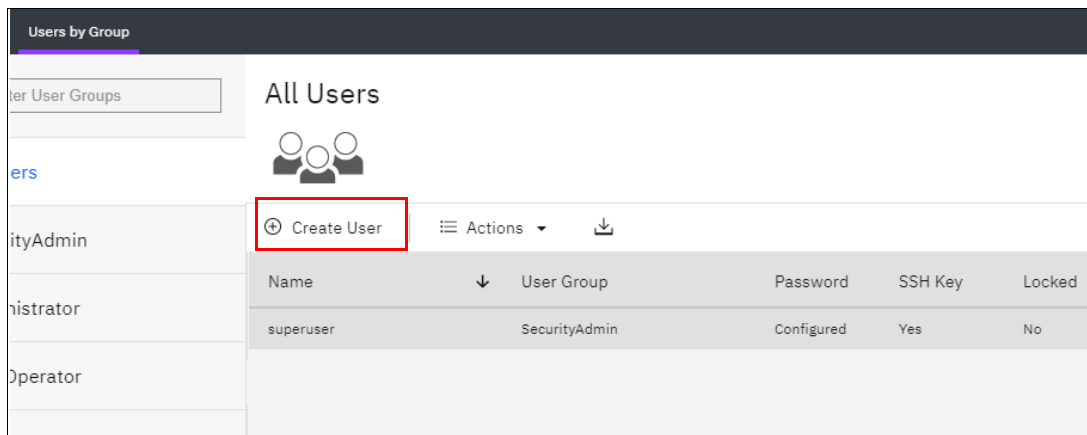 Users by Group
ter User Groups
All Users
ers
Create User
Actions
ityAdmin
Name User Group Password SSH Key Locked
nistrator
superuser SecurityAdmin Configured Yes No
Operator